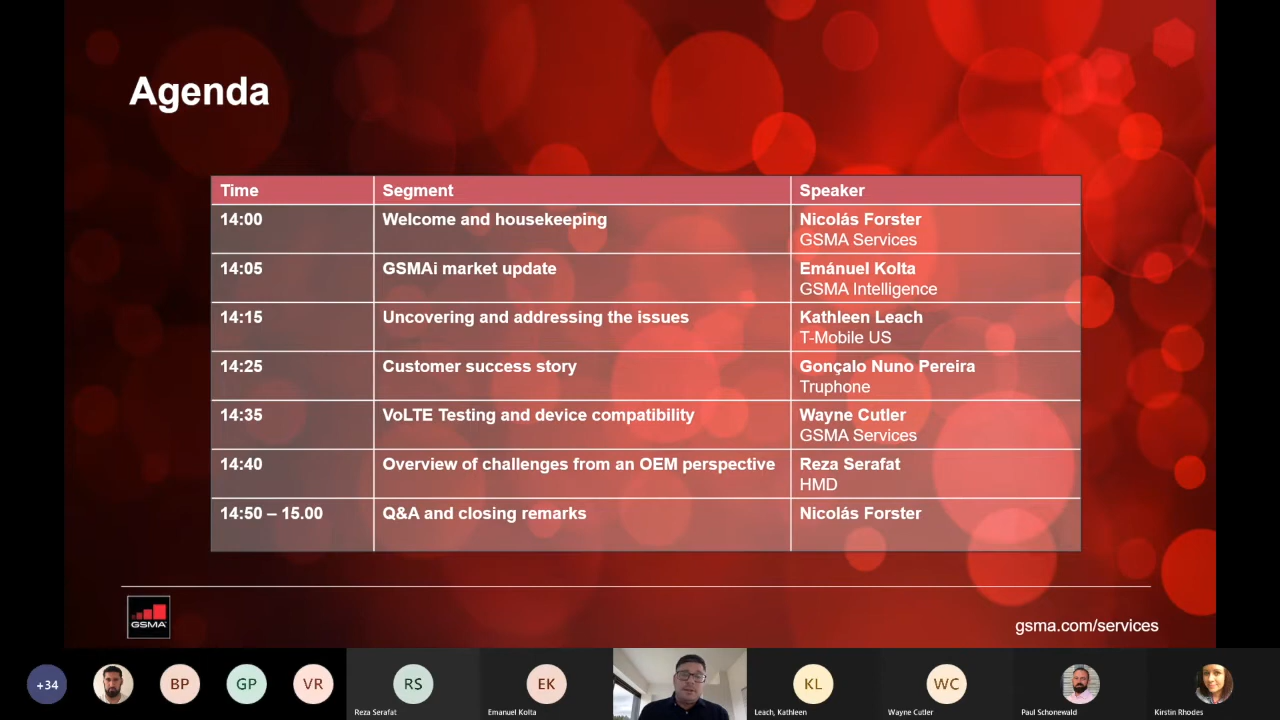 Agenda
Time Segment Speaker
14:00 Welcome and housekeeping Nicolás Forster
GSMA Services
14:05 GSMAi market update Emánuel Kolta
GSMA Intelligence
14:15 Uncovering and addressing the issues Kathleen Leach
T-Mobile US
14:25 Customer success story Gonçalo Nuno Pereira
Truphone
14:35 VoLTE Testing and device compatibility Wayne Cutler
GSMA Services
14:40 Overview of challenges from an OEM perspective Reza Serafat
HMD
14:50 – 15.00 Q&A and closing remarks Nicolás Forster
GSMA
gsma.com/services
+34 BP GP VR RS EK KL WC
Reza Serafat Emanuel Kolta Leach, Kathleen Wayne Cutler Paul Schonewald Kirstin Rhodes